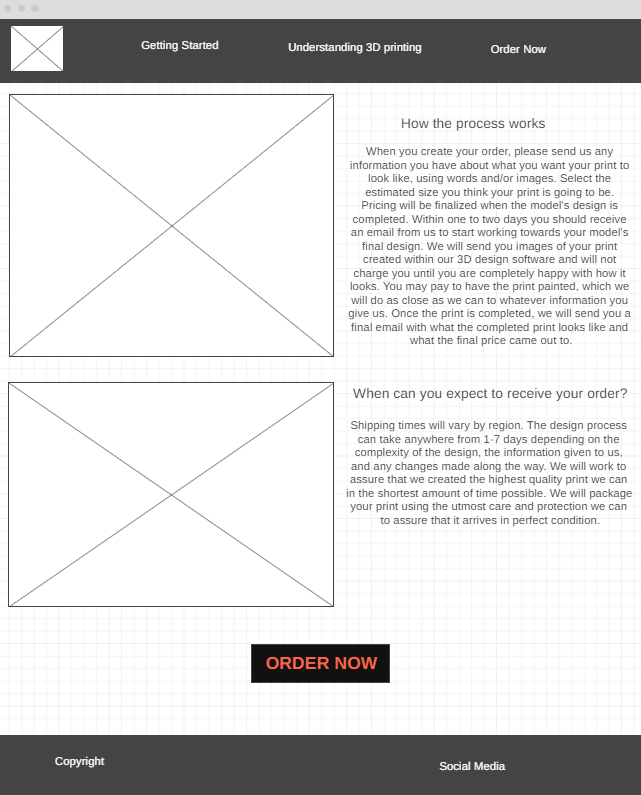 Getting Started
Understanding 3D printing
Order Now
How the process works
When you create your order, please send us any
information you have about what you want your print to
look like, using words and/or images. Select the
estimated size you think your print is going to be.
Pricing will be finalized when the model's design is
completed. Within one to two days you should receive
an email from us to start working towards your model's
final design. We will send you images of your print
created within our 3D design software and will not
charge you until you are completely happy with how it
looks. You may pay to have the print painted, which we
will do as close as we can to whatever information you
give us. Once the print is completed, we will send you a
final email with what the completed print looks like and
what the final price came out to.
When can you expect to receive your order?
Shipping times will vary by region. The design process
can take anywhere from 1-7 days depending on the
complexity of the design, the information given to us,
and any changes made along the way. We will work to
assure that we created the highest quality print we can
in the shortest amount of time possible. We will package
your print using the utmost care and protection we can
to assure that it arrives in perfect condition.
ORDER NOW
Copyright
Social Media